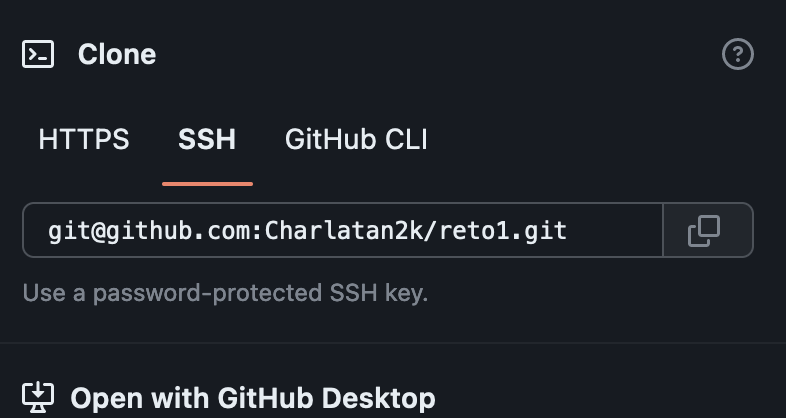 Clone
HTTPS SSH GitHub CLI
git@github.com:Charlatan2k/reto1.git
Use a password-protected SSH key.
Open with GitHub Desktop